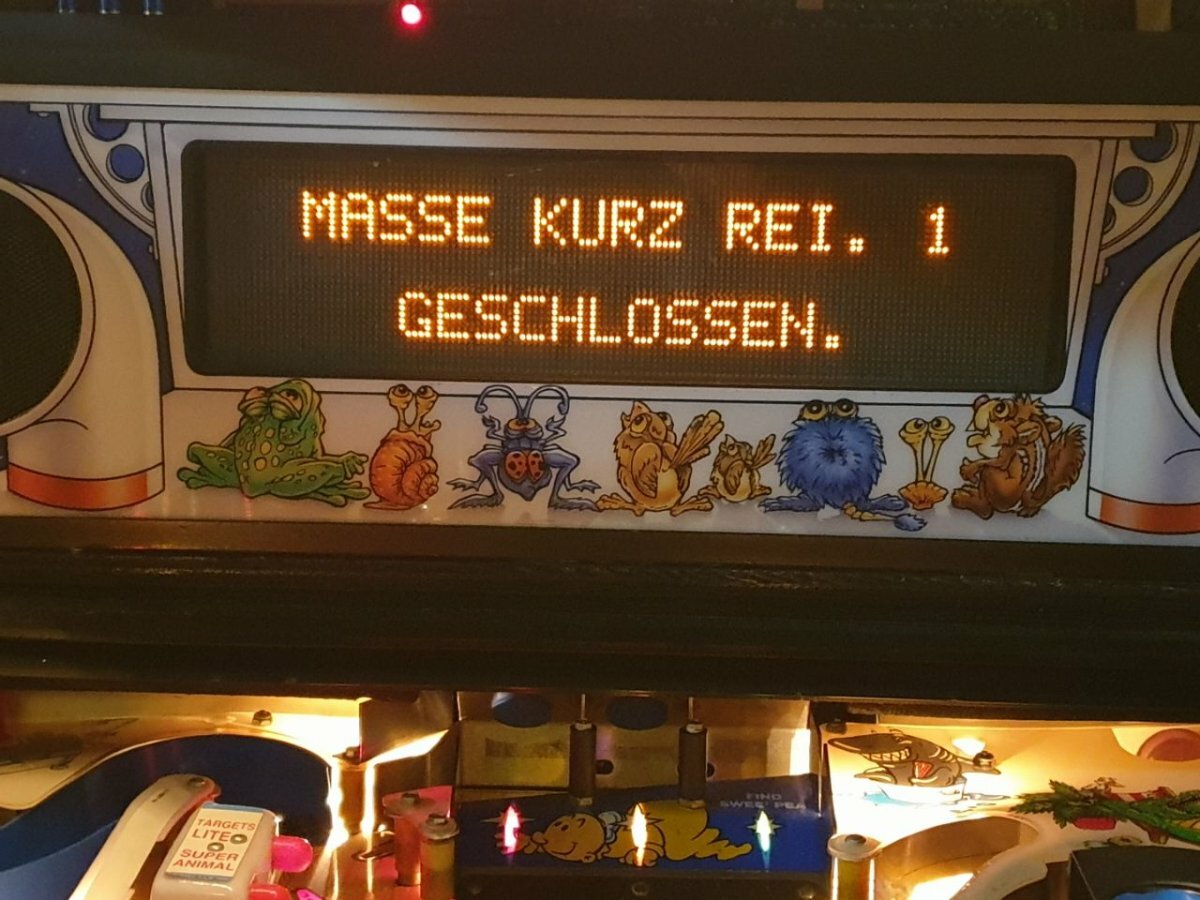 MASSE KURZ REI. 1
GESCHLOSSEN.
FIND
SWEE' PEA
TARGETS
LITE
SUPER
ANIMAL